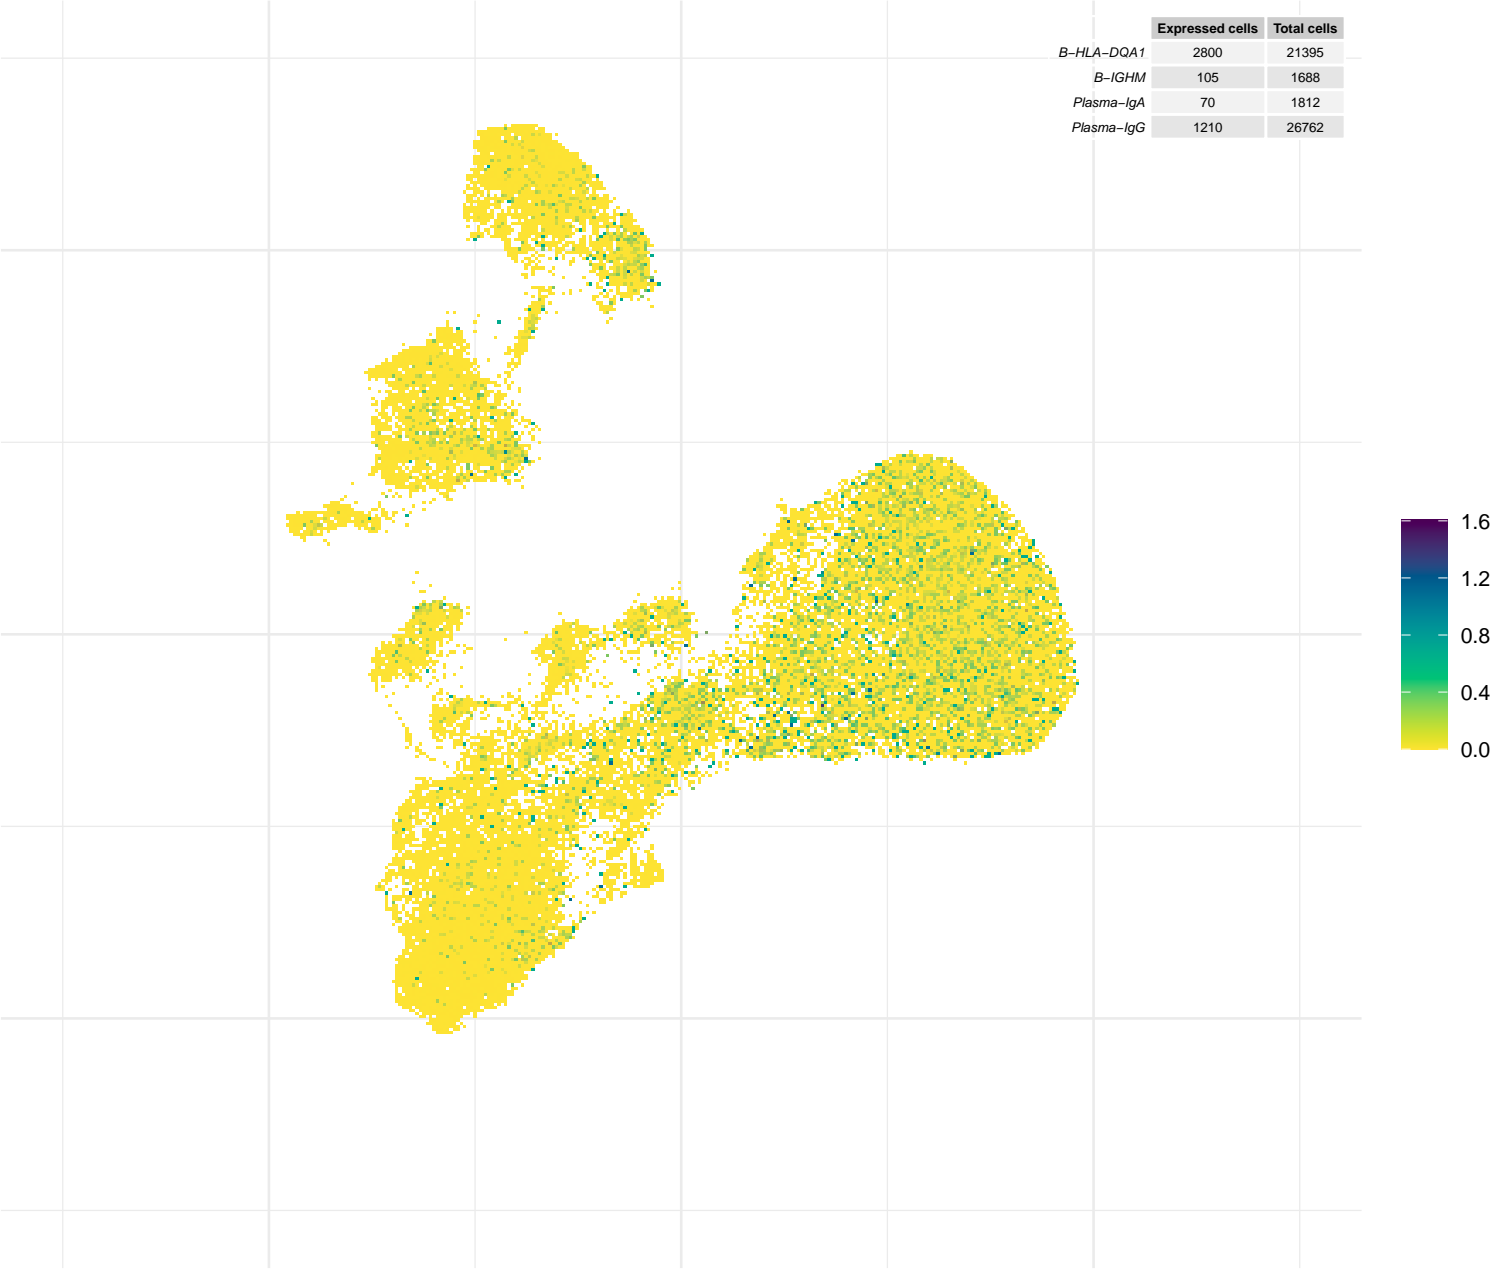 Expressed cells Total cells
B−HLA−DQA1 2800 21395
B−IGHM 105 1688
Plasma−IgA 70 1812
Plasma−IgG 1210 26762
1.6
1.2
0.8
0.4
0.0